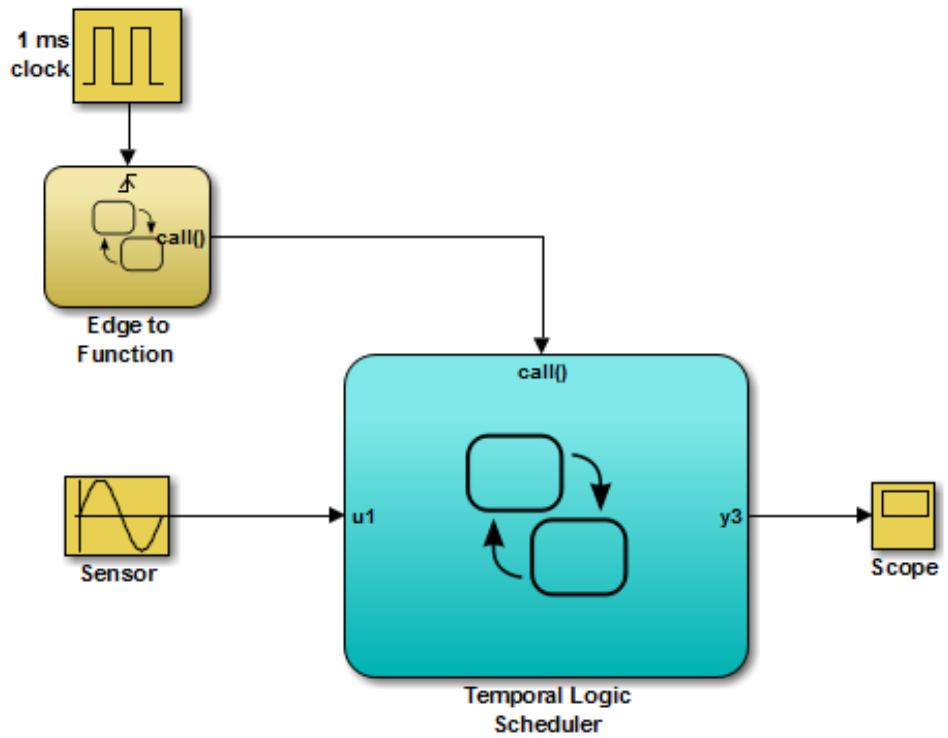 1 ms
clock
call()
Edge to
Function
call()
u1
y3
Sensor
Scope
Temporal Logic
Scheduler